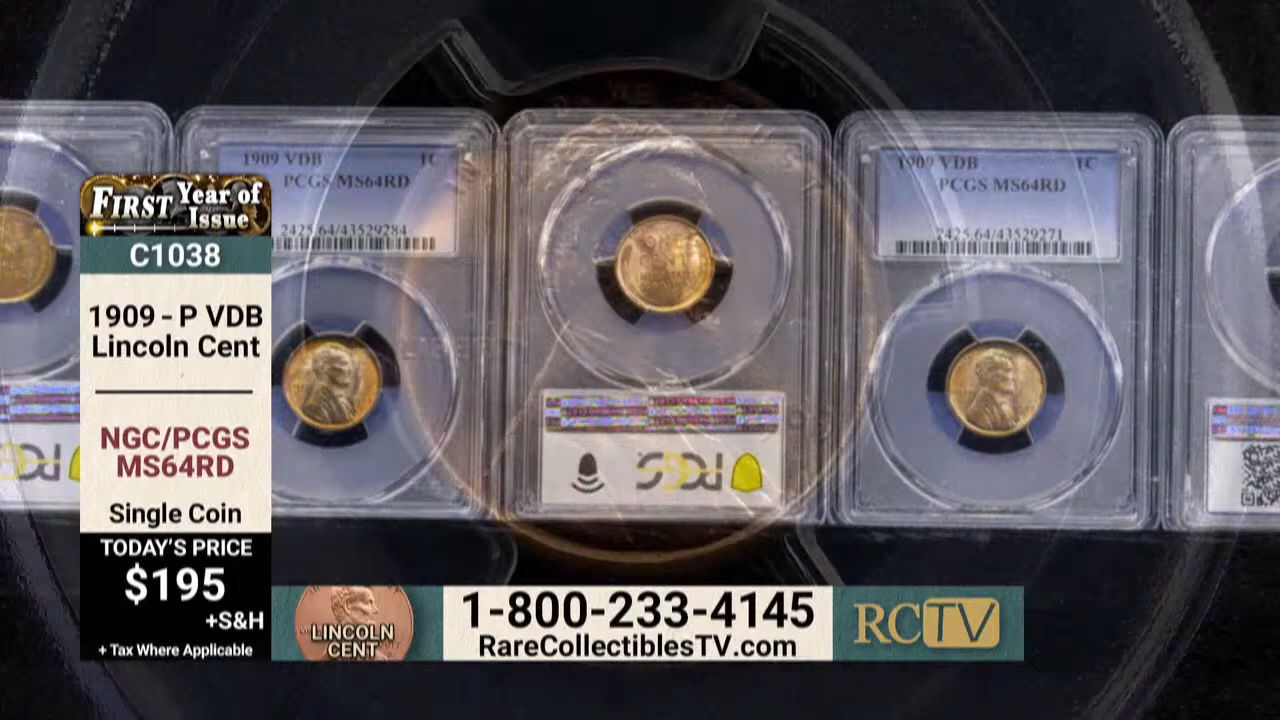 1909 VDB 1C
PCGS MS64RD
2425.64/43529284
1909 VDB 1C
PCGS MS64RD
2425.64/43529271
PCGS
FIRST Year of
Issue
C1038
1909 - P VDB
Lincoln Cent
NGC/PCGS
MS64RD
Single Coin
TODAY'S PRICE
$195
+S&H
+ Tax Where Applicable
LINCOLN
CENT
1-800-233-4145
RareCollectiblesTV.com
RCTV